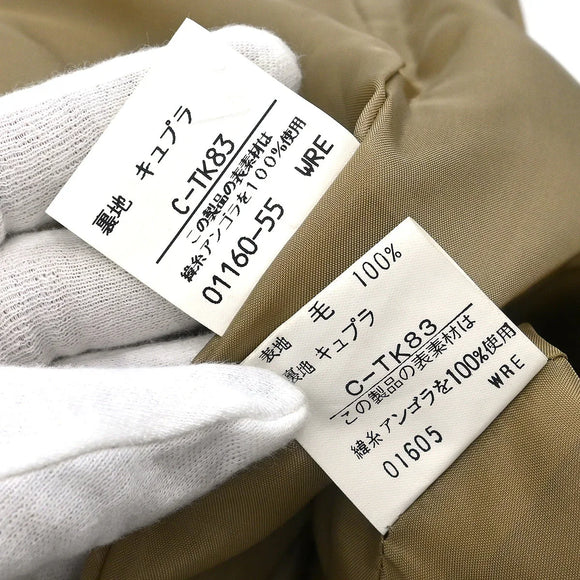 裏地 キュプラ
C-TK83
この製品の表素材は
緯糸アンゴラを100%使用
01160-55 WRE
表地 毛 100%
裏地 キュプラ
C-TK83
この製品の表素材は
緯糸アンゴラを100%使用
01605 WRE